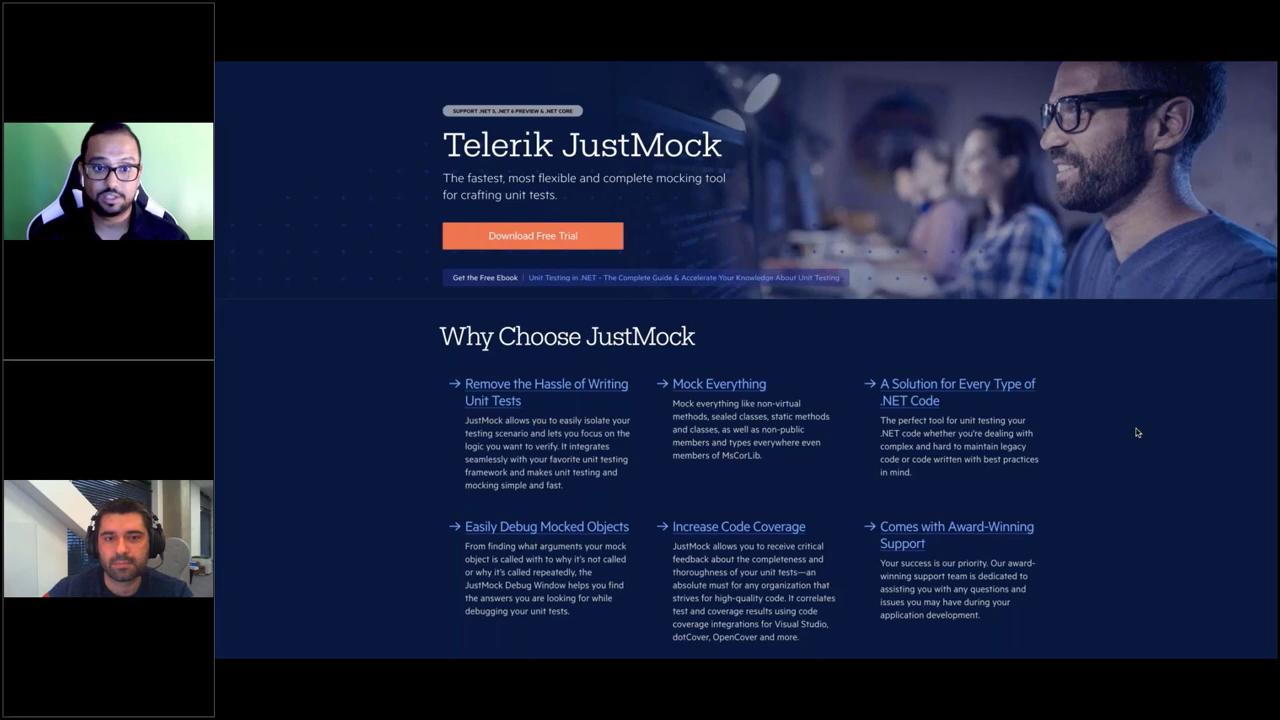 SUPPORT .NET 5, .NET 6 PREVIEW & .NET CORE
Telerik JustMock
The fastest, most flexible and complete mocking tool
for crafting unit tests.
Download Free Trial
Get the Free Ebook | Unit Testing in .NET - The Complete Guide & Accelerate Your Knowledge About Unit Testing
Why Choose JustMock
→ Remove the Hassle of Writing
Unit Tests
JustMock allows you to easily isolate your
testing scenario and lets you focus on the
logic you want to verify. It integrates
seamlessly with your favorite unit testing
framework and makes unit testing and
mocking simple and fast.
→ Mock Everything
Mock everything like non-virtual
methods, sealed classes, static methods
and classes, as well as non-public
members and types everywhere even
members of MsCorLib.
→ A Solution for Every Type of
.NET Code
The perfect tool for unit testing your
.NET code whether you're dealing with
complex and hard to maintain legacy
code or code written with best practices
in mind.
→ Easily Debug Mocked Objects
From finding what arguments your mock
object is called with to why it's not called
or why it's called repeatedly, the
JustMock Debug Window helps you find
the answers you are looking for while
debugging your unit tests.
→ Increase Code Coverage
JustMock allows you to receive critical
feedback about the completeness and
thoroughness of your unit tests—an
absolute must for any organization that
strives for high-quality code. It correlates
test and coverage results using code
coverage integrations for Visual Studio,
dotCover, OpenCover and more.
→ Comes with Award-Winning
Support
Your success is our priority. Our award-
winning support team is dedicated to
assisting you with any questions and
issues you may have during your
application development.